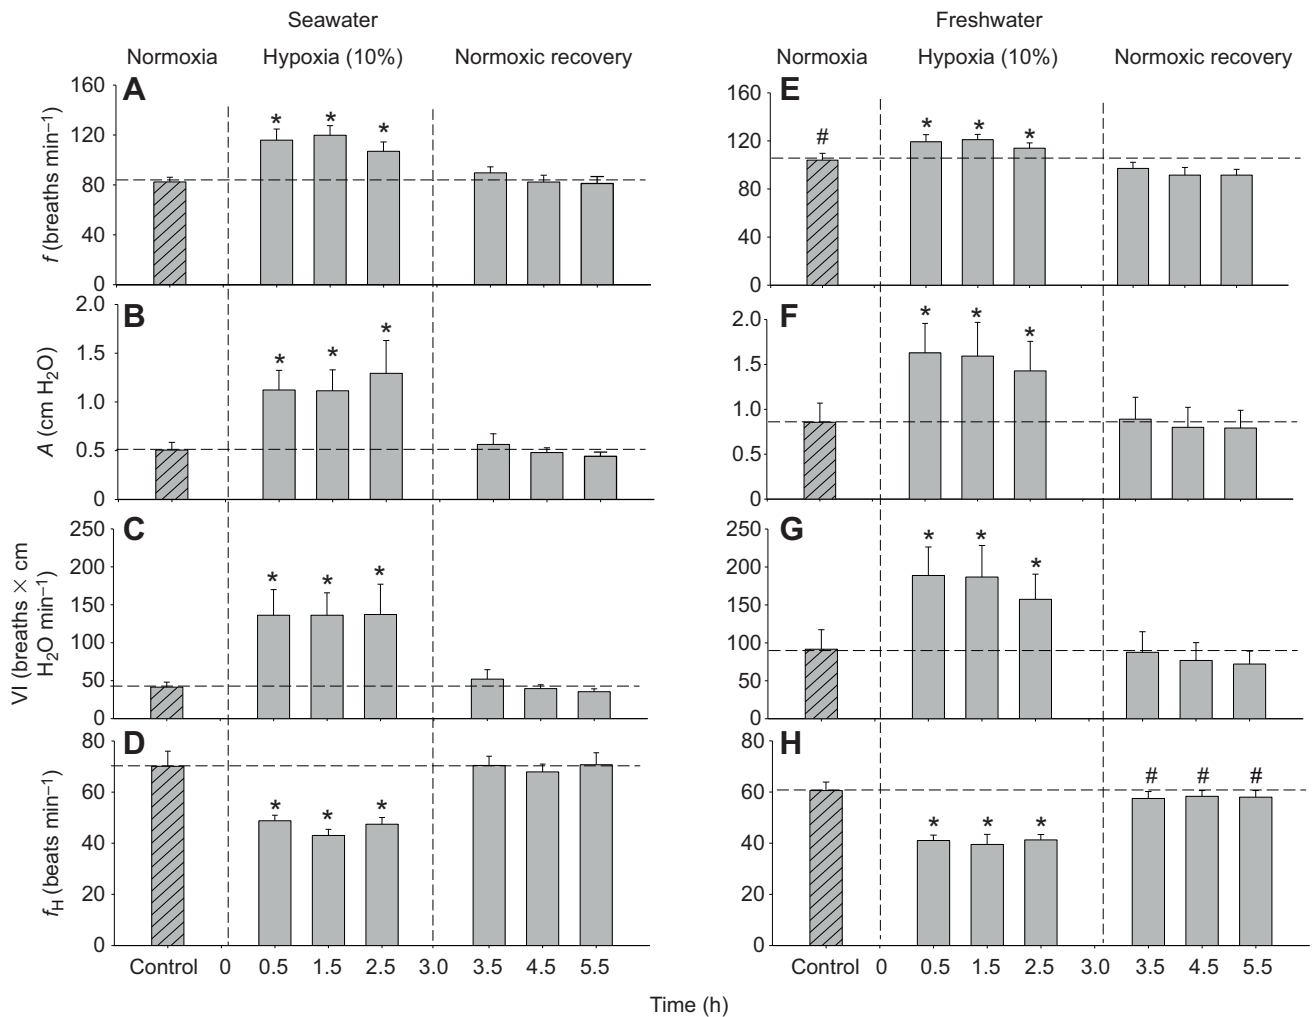 Seawater
Freshwater
Normoxia Hypoxia (10%) Normoxic recovery
Normoxia Hypoxia (10%) Normoxic recovery
A
f (breaths min–1)
160
120
80
40
0
* * *
E
160
120
80
40
0
# * * *
B
A (cm H2O)
2.0
1.5
1.0
0.5
0
* * *
F
2.0
1.5
1.0
0.5
0
* * *
C
VI (breaths × cm
H2O min–1)
250
200
150
100
50
0
* * *
G
250
200
150
100
50
0
* * *
D
fH (beats min–1)
80
60
40
20
0
* * *
H
80
60
40
20
0
* * * # # #
Control 0 0.5 1.5 2.5 3.0 3.5 4.5 5.5
Control 0 0.5 1.5 2.5 3.0 3.5 4.5 5.5
Time (h)